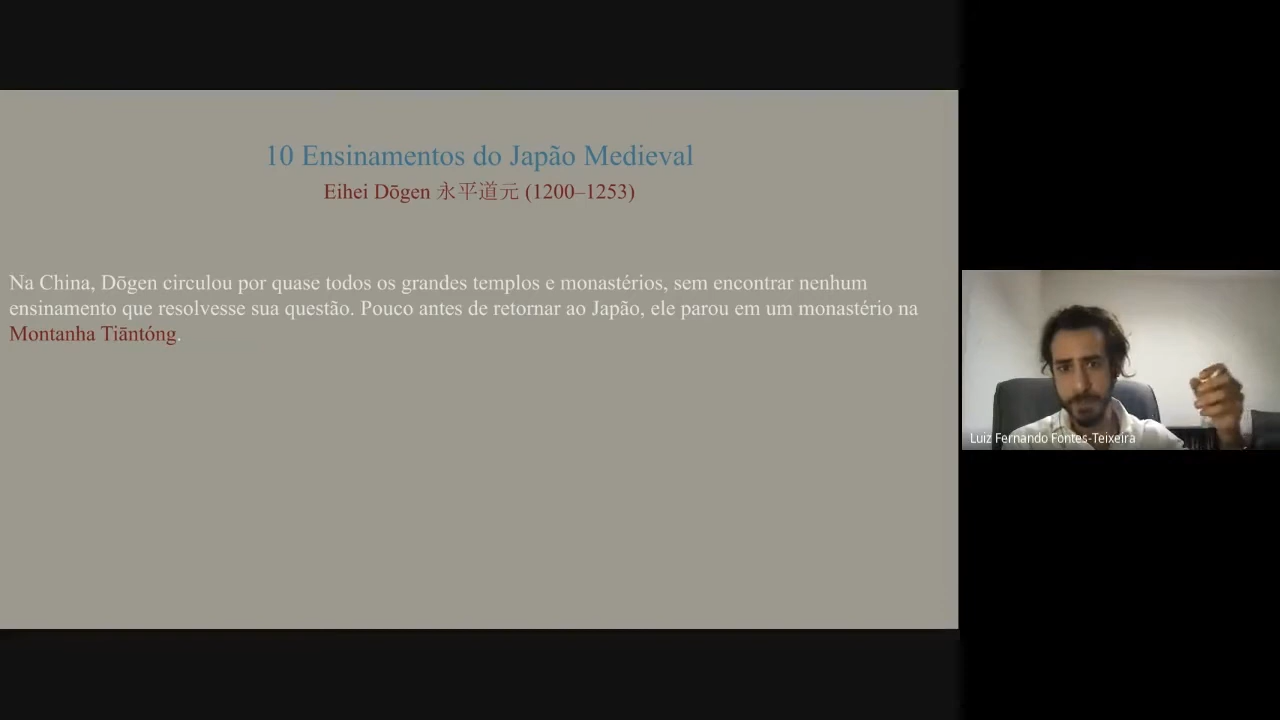 10 Ensinamentos do Japão Medieval
Eihei Dōgen 永平道元 (1200–1253)
Na China, Dōgen circulou por quase todos os grandes templos e monastérios, sem encontrar nenhum
ensinamento que resolvesse sua questão. Pouco antes de retornar ao Japão, ele parou em um monastério na
Montanha Tiāntóng.
Luiz Fernando Fontes-Teixeira